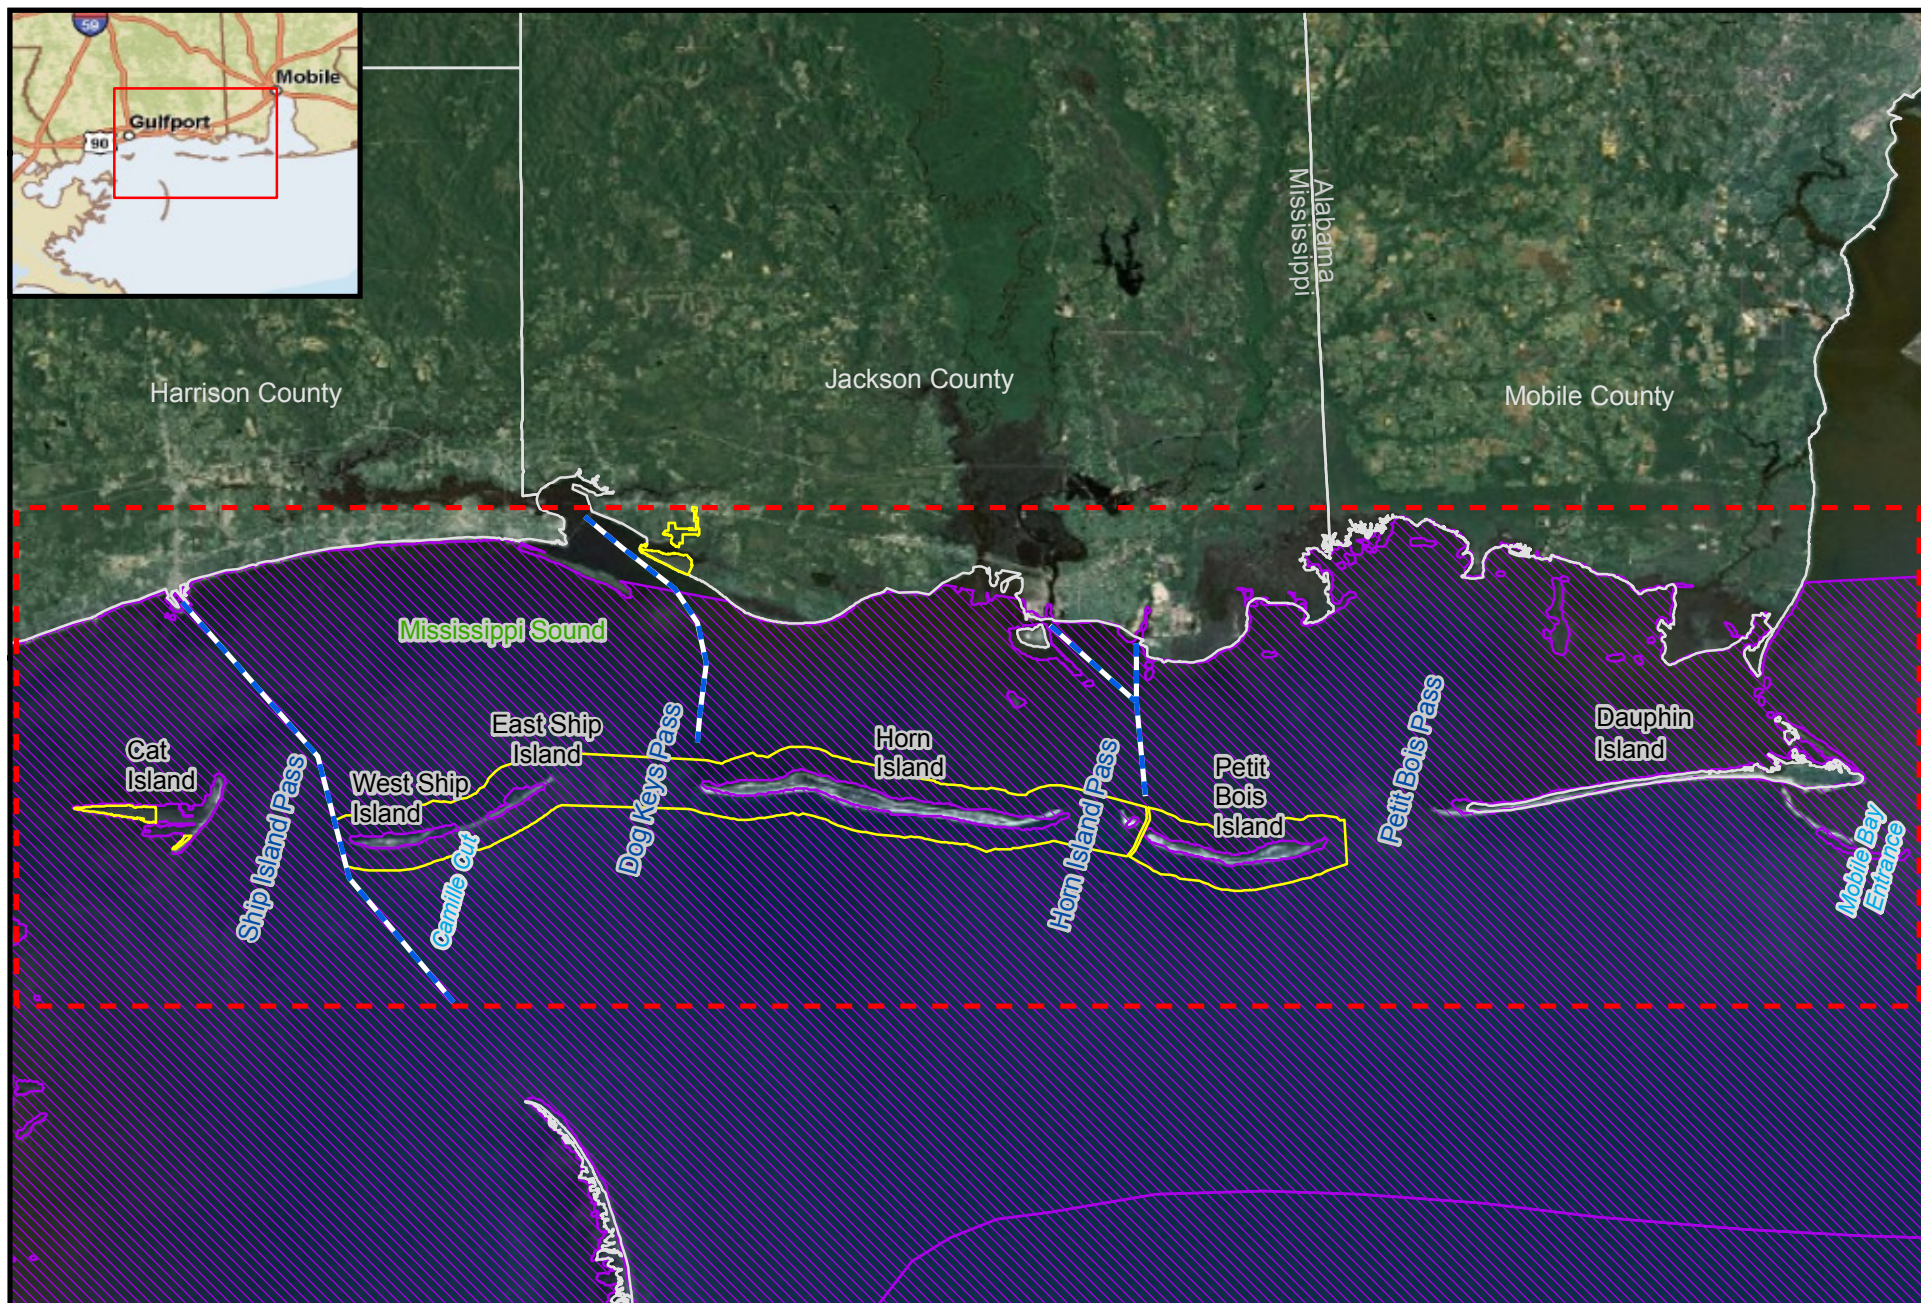 59
Mobile
Gulfport
90
Alabama
Mississippi
Harrison County
Jackson County
Mobile County
Mississippi Sound
Cat
Island
Ship Island Pass
West Ship
Island
East Ship
Island
Camille Cut
Dog Keys Pass
Horn
Island
Horn Island Pass
Petit
Bois
Island
Petit Bois Pass
Dauphin
Island
Mobile Bay
Entrance